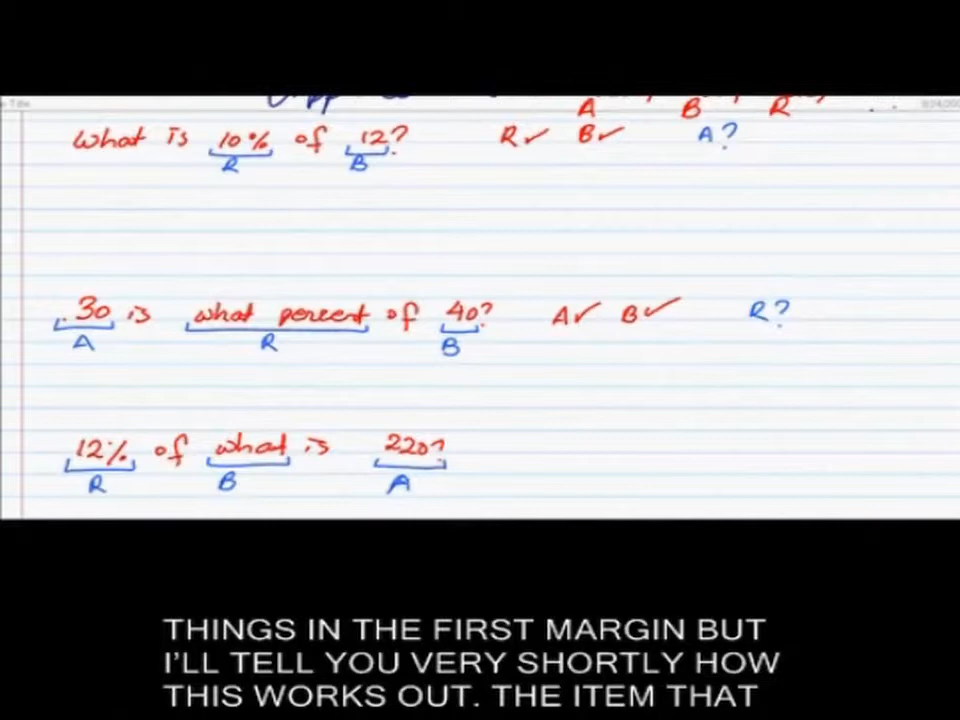 A B R
What is 10% of 12? R✓ B✓ A?
R B
30 is what percent of 40? A✓ B✓ R?
A R B
12% of what is 220?
R B A
THINGS IN THE FIRST MARGIN BUT
I'LL TELL YOU VERY SHORTLY HOW
THIS WORKS OUT. THE ITEM THAT